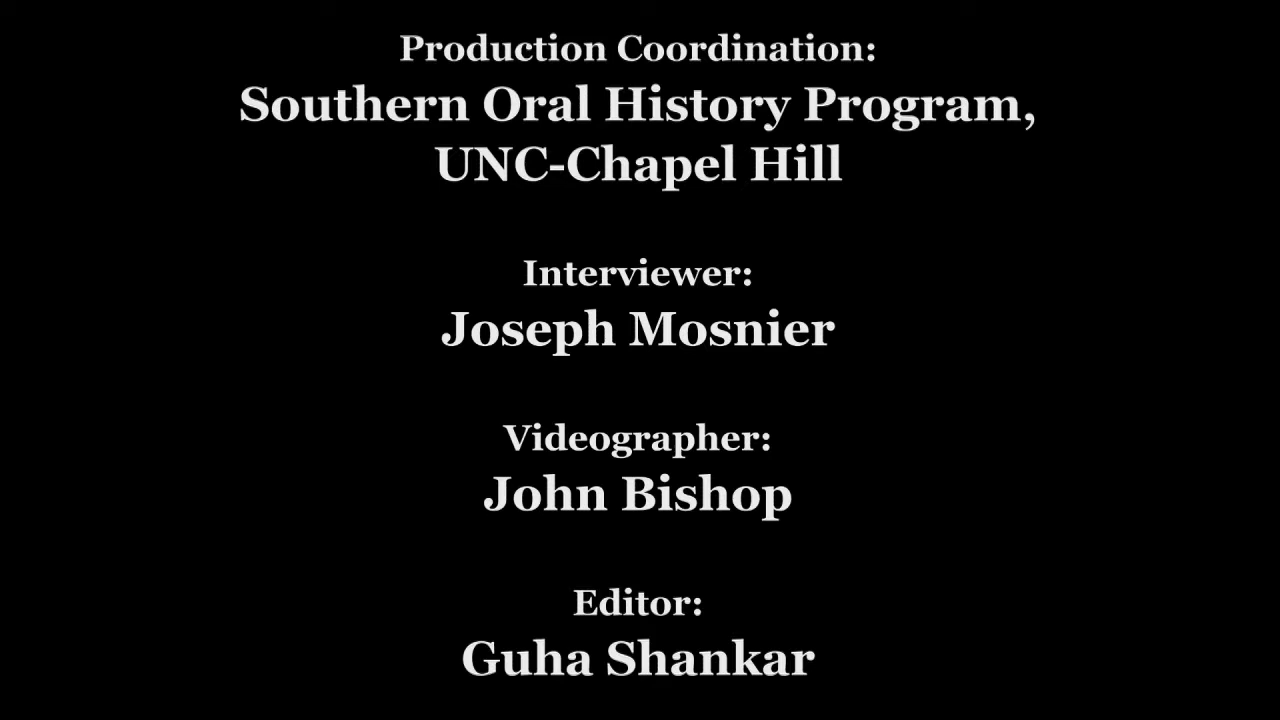 Production Coordination:
Southern Oral History Program,
UNC-Chapel Hill
Interviewer:
Joseph Mosnier
Videographer:
John Bishop
Editor:
Guha Shankar